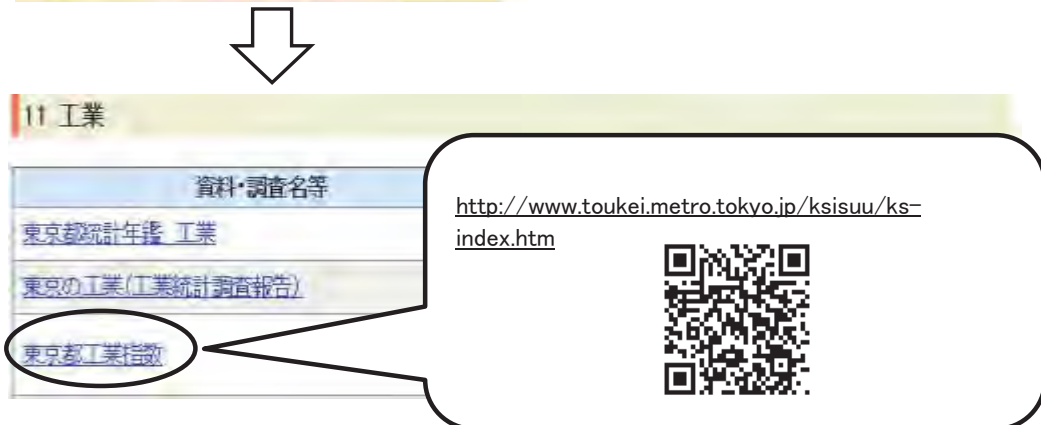 11 工業
資料・調査名等
東京都統計年鑑 工業
東京の工業(工業統計調査報告)
東京都工業指数
http://www.toukei.metro.tokyo.jp/ksisuu/ks-
index.htm